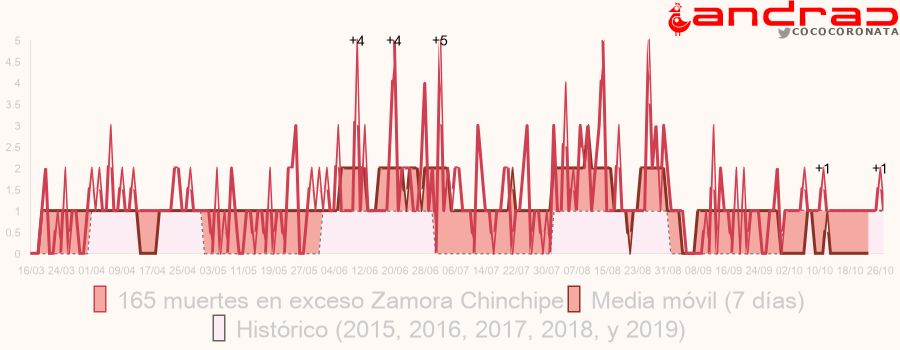 andrab
COCOCORONATA
+4 +4 +5 +1 +1
5
4.5
4
3.5
3
2.5
2
1.5
1
0.5
0
16/03 24/03 01/04 09/04 17/04 25/04 03/05 11/05 19/05 27/05 04/06 12/06 20/06 28/06 06/07 14/07 22/07 30/07 07/08 15/08 23/08 31/08 08/09 16/09 24/09 02/10 10/10 18/10 26/10
165 muertes en exceso Zamora Chinchipe Media móvil (7 días)
Histórico (2015, 2016, 2017, 2018, y 2019)